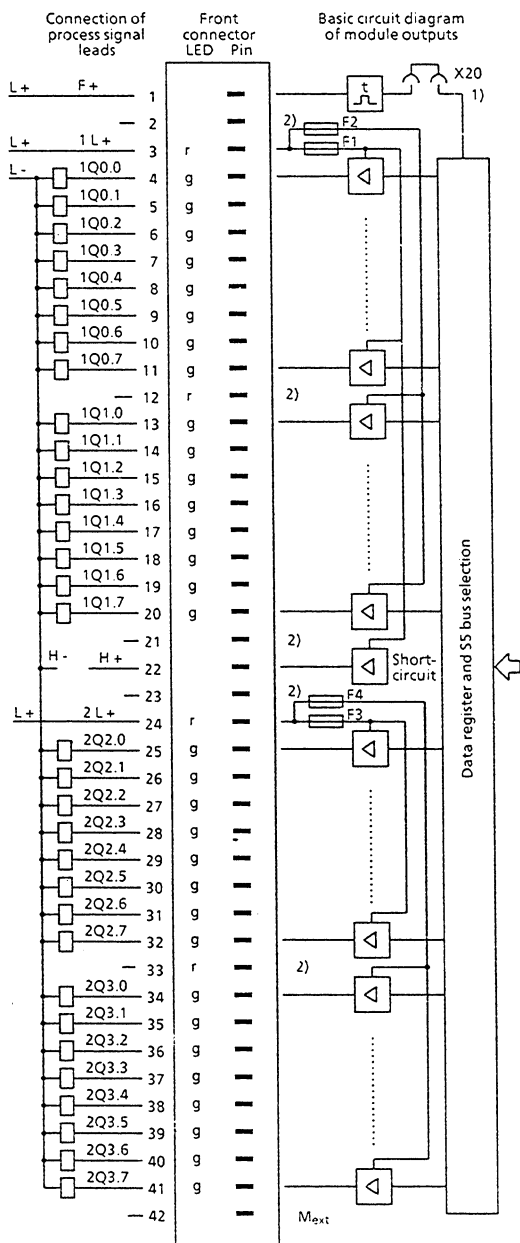 Connection of process signal leads
Front connector LED Pin
Basic circuit diagram of module outputs
L+ F+ 1 t X20 1)
2 2) F2
L+ 1L+ 3 r F1
L- 1Q0.0 4 g
1Q0.1 5 g
1Q0.2 6 g
1Q0.3 7 g
1Q0.4 8 g
1Q0.5 9 g
1Q0.6 10 g
1Q0.7 11 g
12 r 2)
1Q1.0 13 g
1Q1.1 14 g
1Q1.2 15 g
1Q1.3 16 g
1Q1.4 17 g
1Q1.5 18 g
1Q1.6 19 g
1Q1.7 20 g
21 2)
H- H+ 22 Short-circuit
23 2) F4
L+ 2L+ 24 r F3
2Q2.0 25 g
2Q2.1 26 g
2Q2.2 27 g
2Q2.3 28 g
2Q2.4 29 g
2Q2.5 30 g
2Q2.6 31 g
2Q2.7 32 g
33 r 2)
2Q3.0 34 g
2Q3.1 35 g
2Q3.2 36 g
2Q3.3 37 g
2Q3.4 38 g
2Q3.5 39 g
2Q3.6 40 g
2Q3.7 41 g
42 Mext
Data register and S5 bus selection